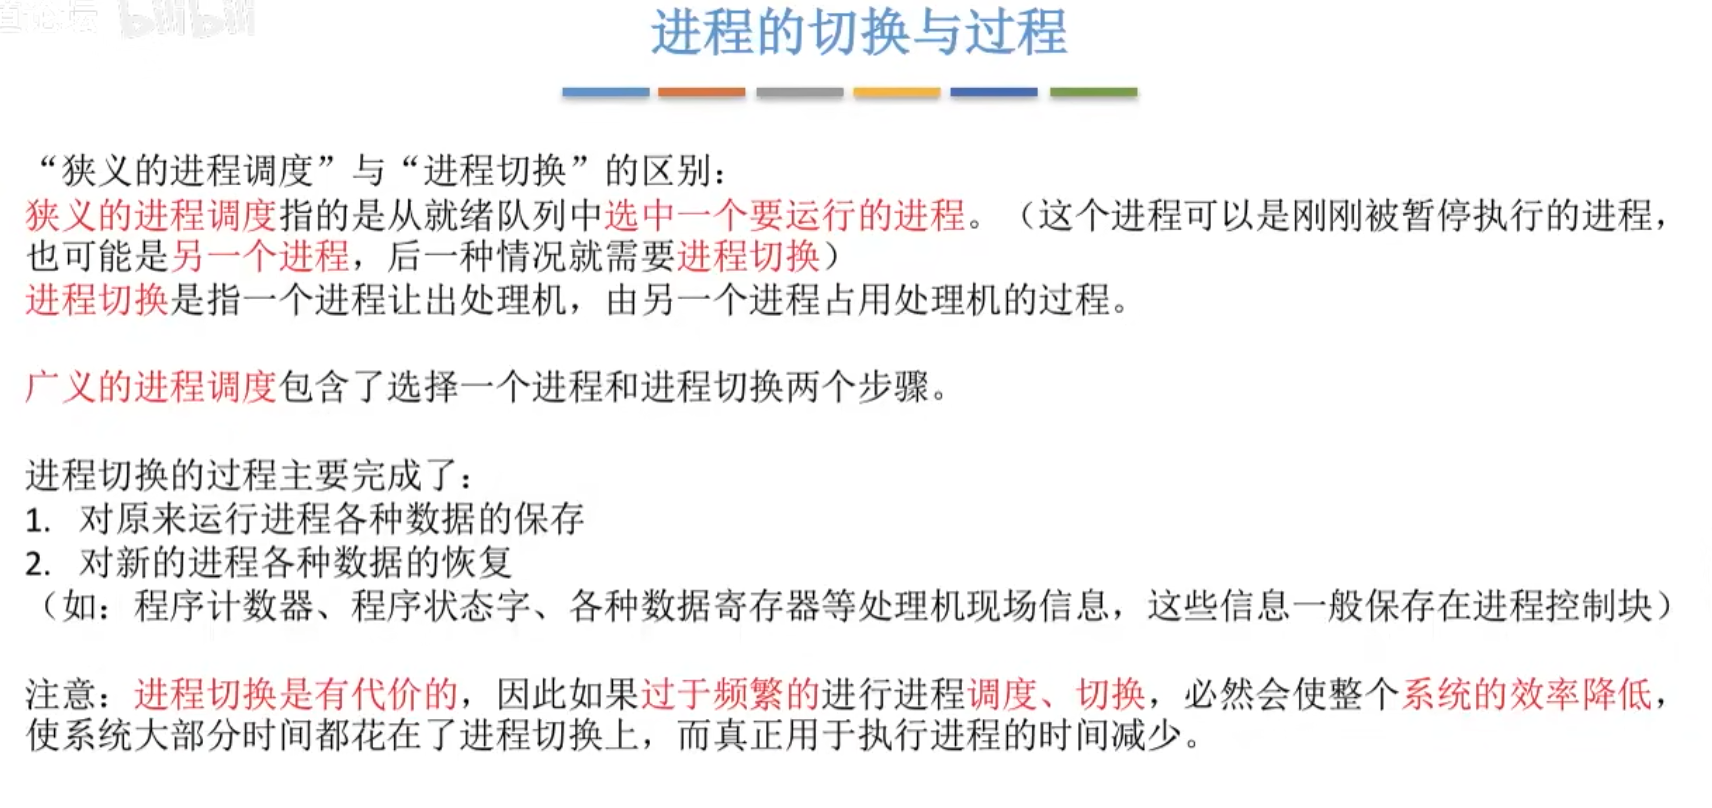 bilibili
进程的切换与过程
“狭义的进程调度”与“进程切换”的区别：
狭义的进程调度指的是从就绪队列中选中一个要运行的进程。（这个进程可以是刚刚被暂停执行的进程，
也可能是另一个进程，后一种情况就需要进程切换）
进程切换是指一个进程让出处理机，由另一个进程占用处理机的过程。
广义的进程调度包含了选择一个进程和进程切换两个步骤。
进程切换的过程主要完成了：
1. 对原来运行进程各种数据的保存
2. 对新的进程各种数据的恢复
（如：程序计数器、程序状态字、各种数据寄存器等处理机现场信息，这些信息一般保存在进程控制块）
注意：进程切换是有代价的，因此如果过于频繁的进行进程调度、切换，必然会使整个系统的效率降低，
使系统大部分时间都花在了进程切换上，而真正用于执行进程的时间减少。